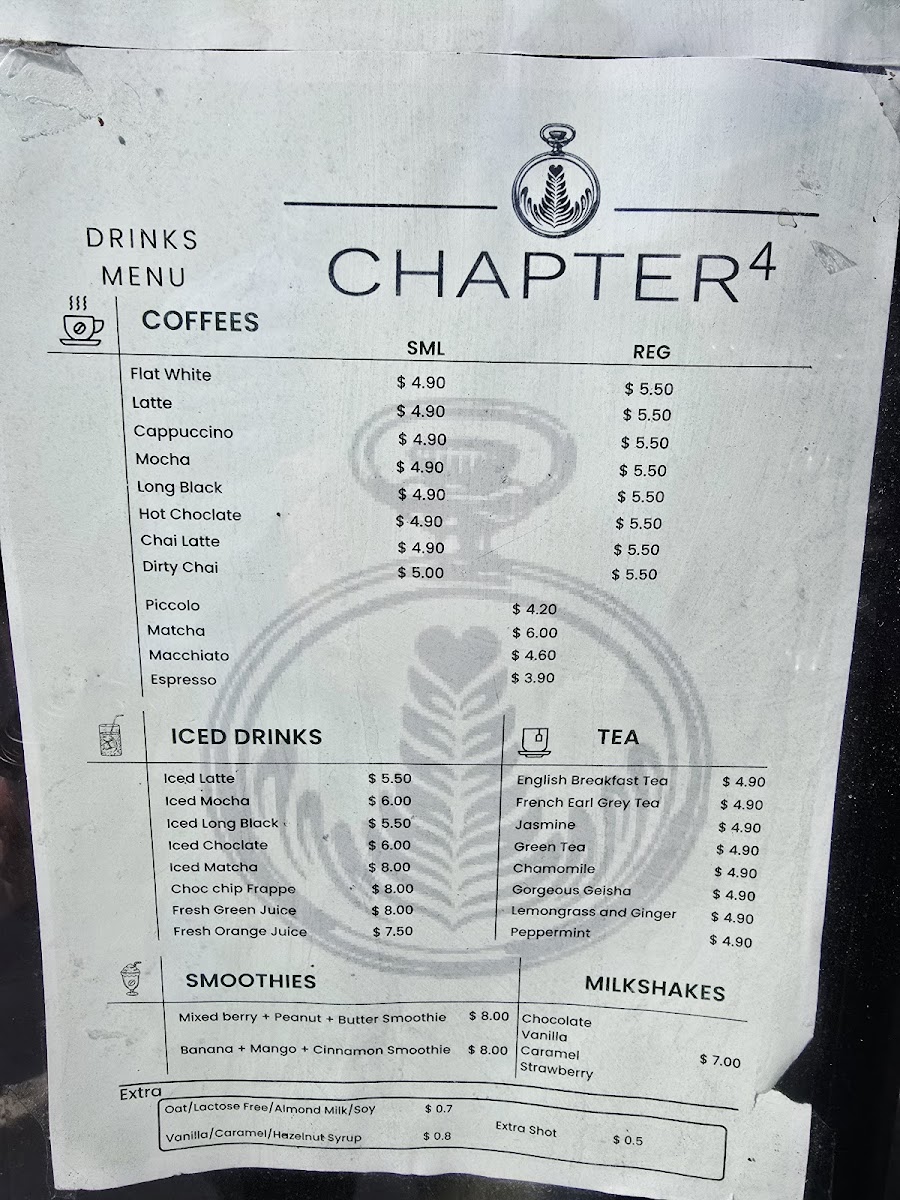 CHAPTER⁴
DRINKS
MENU
COFFEES
SML REG
Flat White $ 4.90 $ 5.50
Latte $ 4.90 $ 5.50
Cappuccino $ 4.90 $ 5.50
Mocha $ 4.90 $ 5.50
Long Black $ 4.90 $ 5.50
Hot Choclate $ 4.90 $ 5.50
Chai Latte $ 4.90 $ 5.50
Dirty Chai $ 5.00 $ 5.50
Piccolo $ 4.20
Matcha $ 6.00
Macchiato $ 4.60
Espresso $ 3.90
ICED DRINKS
Iced Latte $ 5.50
Iced Mocha $ 6.00
Iced Long Black $ 5.50
Iced Choclate $ 6.00
Iced Matcha $ 8.00
Choc chip Frappe $ 8.00
Fresh Green Juice $ 8.00
Fresh Orange Juice $ 7.50
TEA
English Breakfast Tea $ 4.90
French Earl Grey Tea $ 4.90
Jasmine $ 4.90
Green Tea $ 4.90
Chamomile $ 4.90
Gorgeous Geisha $ 4.90
Lemongrass and Ginger $ 4.90
Peppermint $ 4.90
SMOOTHIES
Mixed berry + Peanut + Butter Smoothie $ 8.00
Banana + Mango + Cinnamon Smoothie $ 8.00
MILKSHAKES
Chocolate
Vanilla
Caramel $ 7.00
Strawberry
Extra
Oat/Lactose Free/Almond Milk/Soy $ 0.7
Vanilla/Caramel/Hazelnut Syrup $ 0.8
Extra Shot $ 0.5